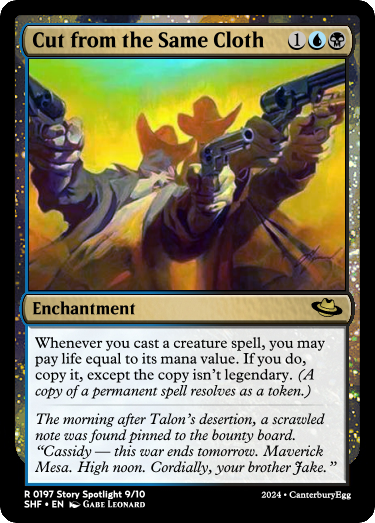 Cut from the Same Cloth 1
Enchantment
Whenever you cast a creature spell, you may
pay life equal to its mana value. If you do,
copy it, except the copy isn't legendary. (A
copy of a permanent spell resolves as a token.)
The morning after Talon's desertion, a scrawled
note was found pinned to the bounty board.
“Cassidy — this war ends tomorrow. Maverick
Mesa. High noon. Cordially, your brother Jake.”
R 0197 Story Spotlight 9/10
SHF • EN Gabe Leonard
2024 • CanterburyEgg